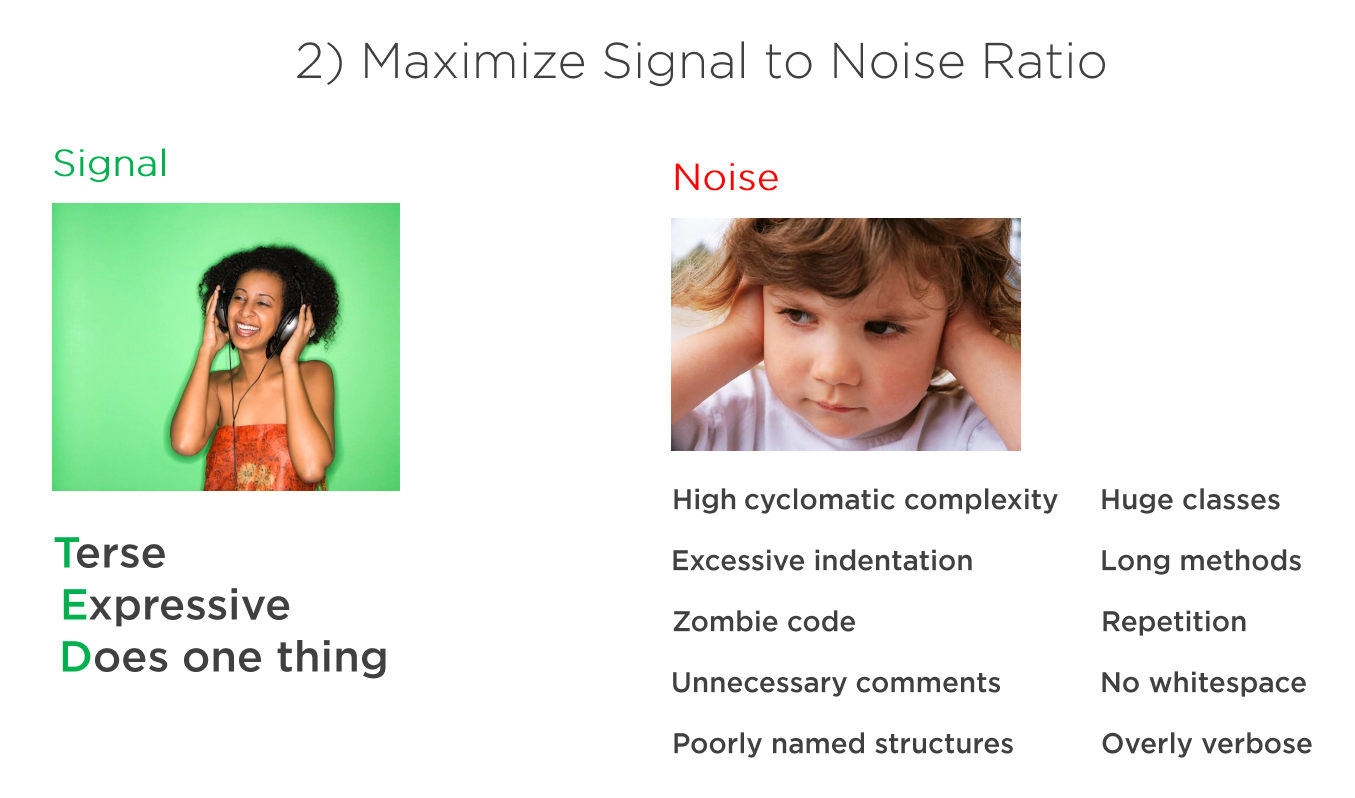 2) Maximize Signal to Noise Ratio
Signal
Terse
Expressive
Does one thing
Noise
High cyclomatic complexity
Excessive indentation
Zombie code
Unnecessary comments
Poorly named structures
Huge classes
Long methods
Repetition
No whitespace
Overly verbose